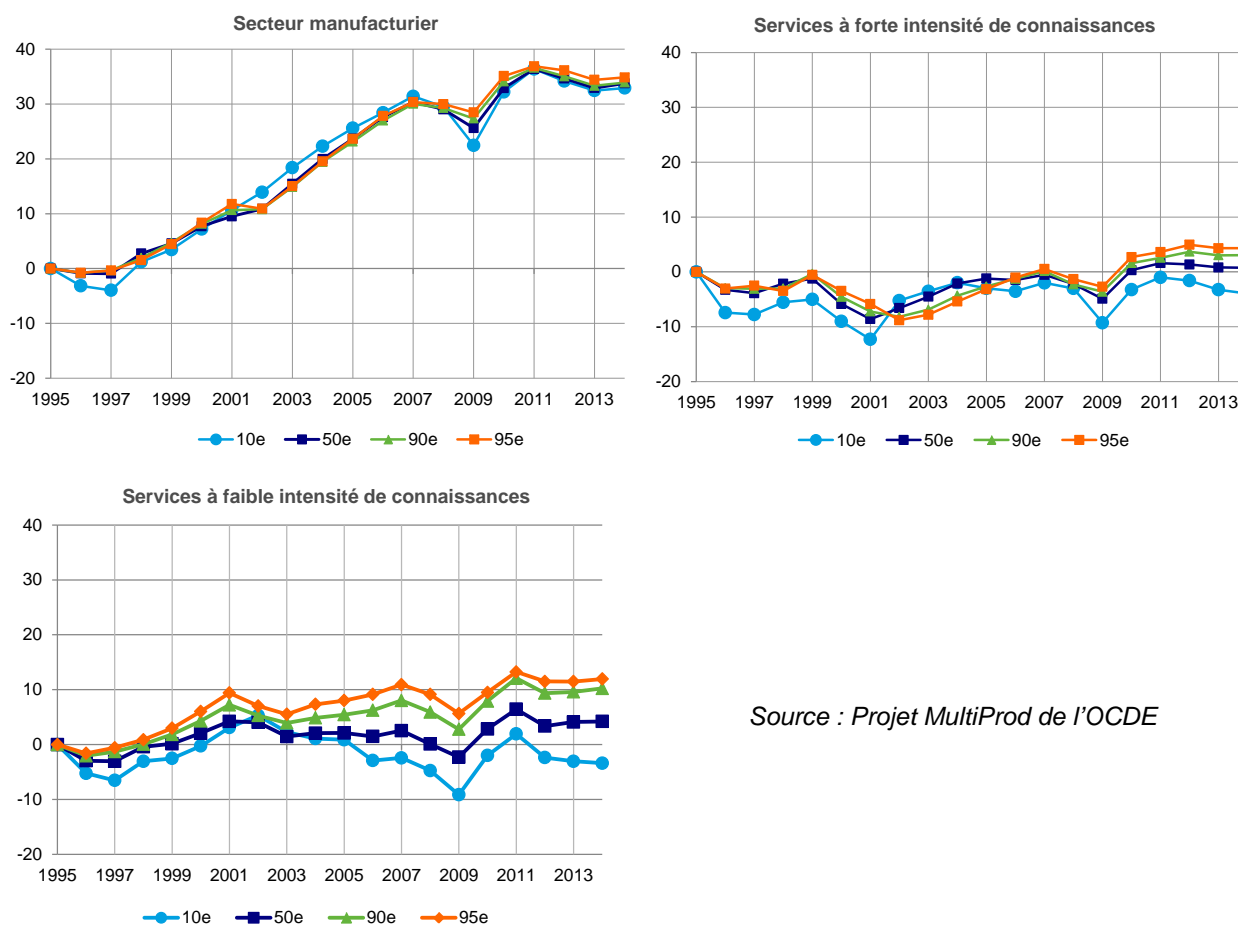 Secteur manufacturier
40
30
20
10
0
-10
-20
1995 1997 1999 2001 2003 2005 2007 2009 2011 2013
10e 50e 90e 95e
Services à forte intensité de connaissances
40
30
20
10
0
-10
-20
1995 1997 1999 2001 2003 2005 2007 2009 2011 2013
10e 50e 90e 95e
Services à faible intensité de connaissances
40
30
20
10
0
-10
-20
1995 1997 1999 2001 2003 2005 2007 2009 2011 2013
10e 50e 90e 95e
Source : Projet MultiProd de l’OCDE